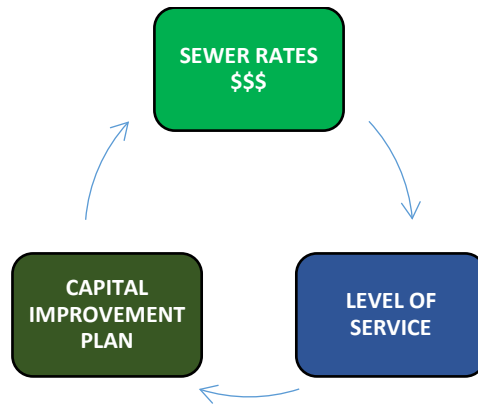 SEWER RATES
$$$
CAPITAL
IMPROVEMENT
PLAN
LEVEL OF
SERVICE